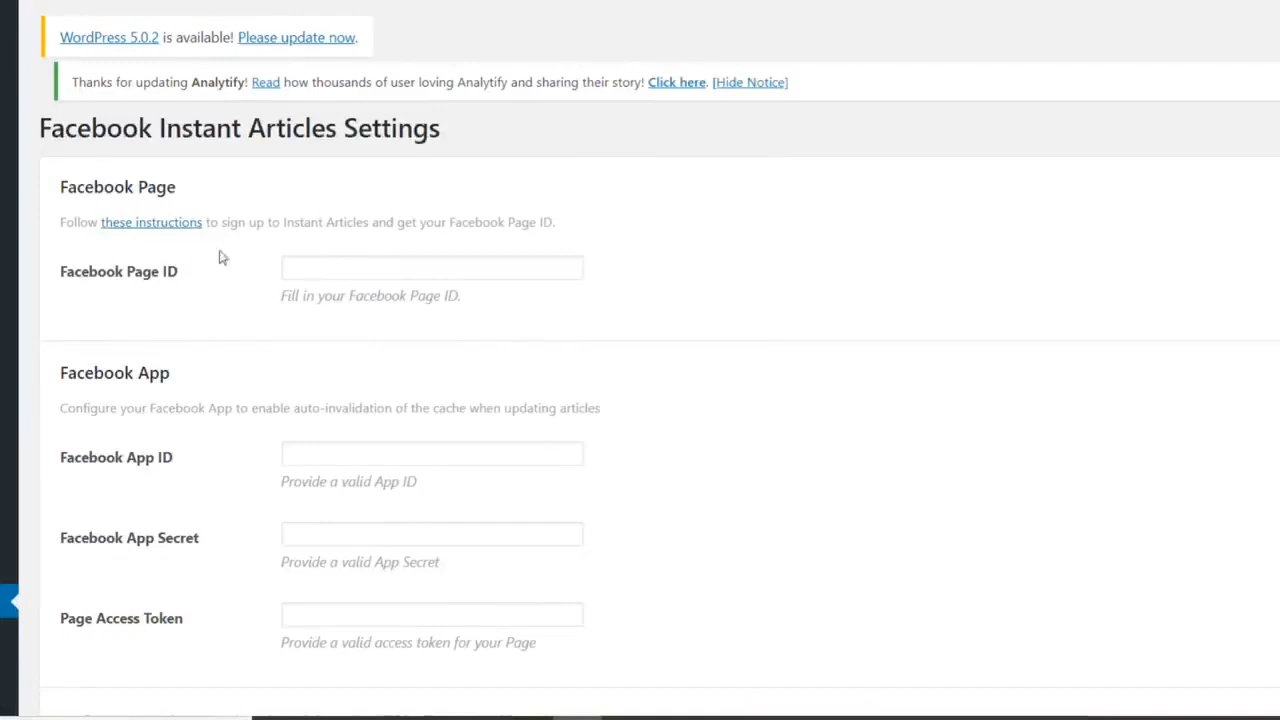 WordPress 5.0.2 is available! Please update now.
Thanks for updating Analytify! Read how thousands of user loving Analytify and sharing their story! Click here. [Hide Notice]
Facebook Instant Articles Settings
Facebook Page
Follow these instructions to sign up to Instant Articles and get your Facebook Page ID.
Facebook Page ID
Fill in your Facebook Page ID.
Facebook App
Configure your Facebook App to enable auto-invalidation of the cache when updating articles
Facebook App ID
Provide a valid App ID
Facebook App Secret
Provide a valid App Secret
Page Access Token
Provide a valid access token for your Page